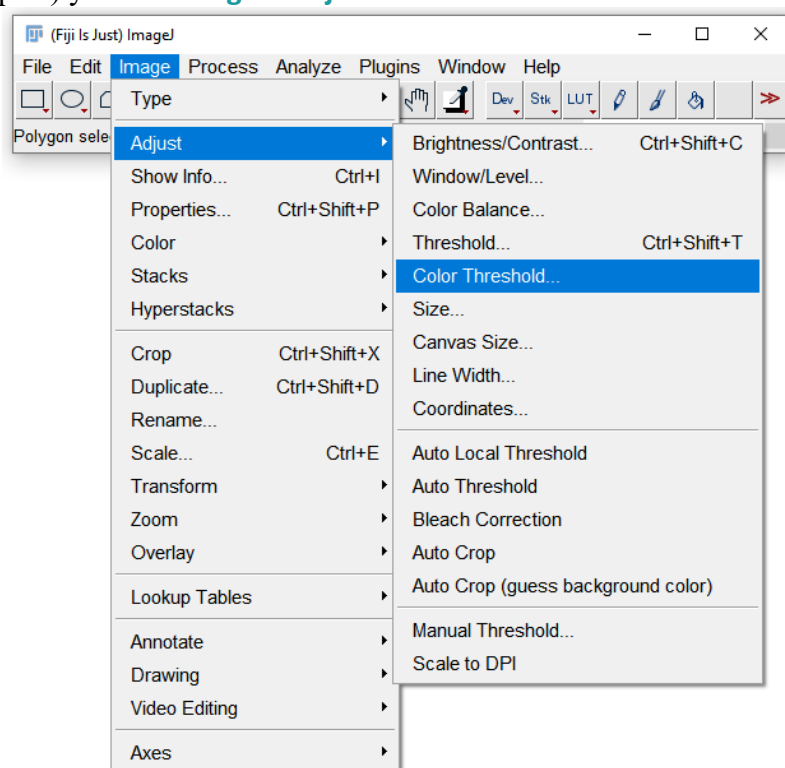 (Fiji Is Just) ImageJ
File Edit Image Process Analyze Plugins Window Help
Dev Stk LUT
Polygon sele
Type
Adjust
Show Info... Ctrl+I
Properties... Ctrl+Shift+P
Color
Stacks
Hyperstacks
Crop Ctrl+Shift+X
Duplicate... Ctrl+Shift+D
Rename...
Scale... Ctrl+E
Transform
Zoom
Overlay
Lookup Tables
Annotate
Drawing
Video Editing
Axes
Brightness/Contrast... Ctrl+Shift+C
Window/Level...
Color Balance...
Threshold... Ctrl+Shift+T
Color Threshold...
Size...
Canvas Size...
Line Width...
Coordinates...
Auto Local Threshold
Auto Threshold
Bleach Correction
Auto Crop
Auto Crop (guess background color)
Manual Threshold...
Scale to DPI